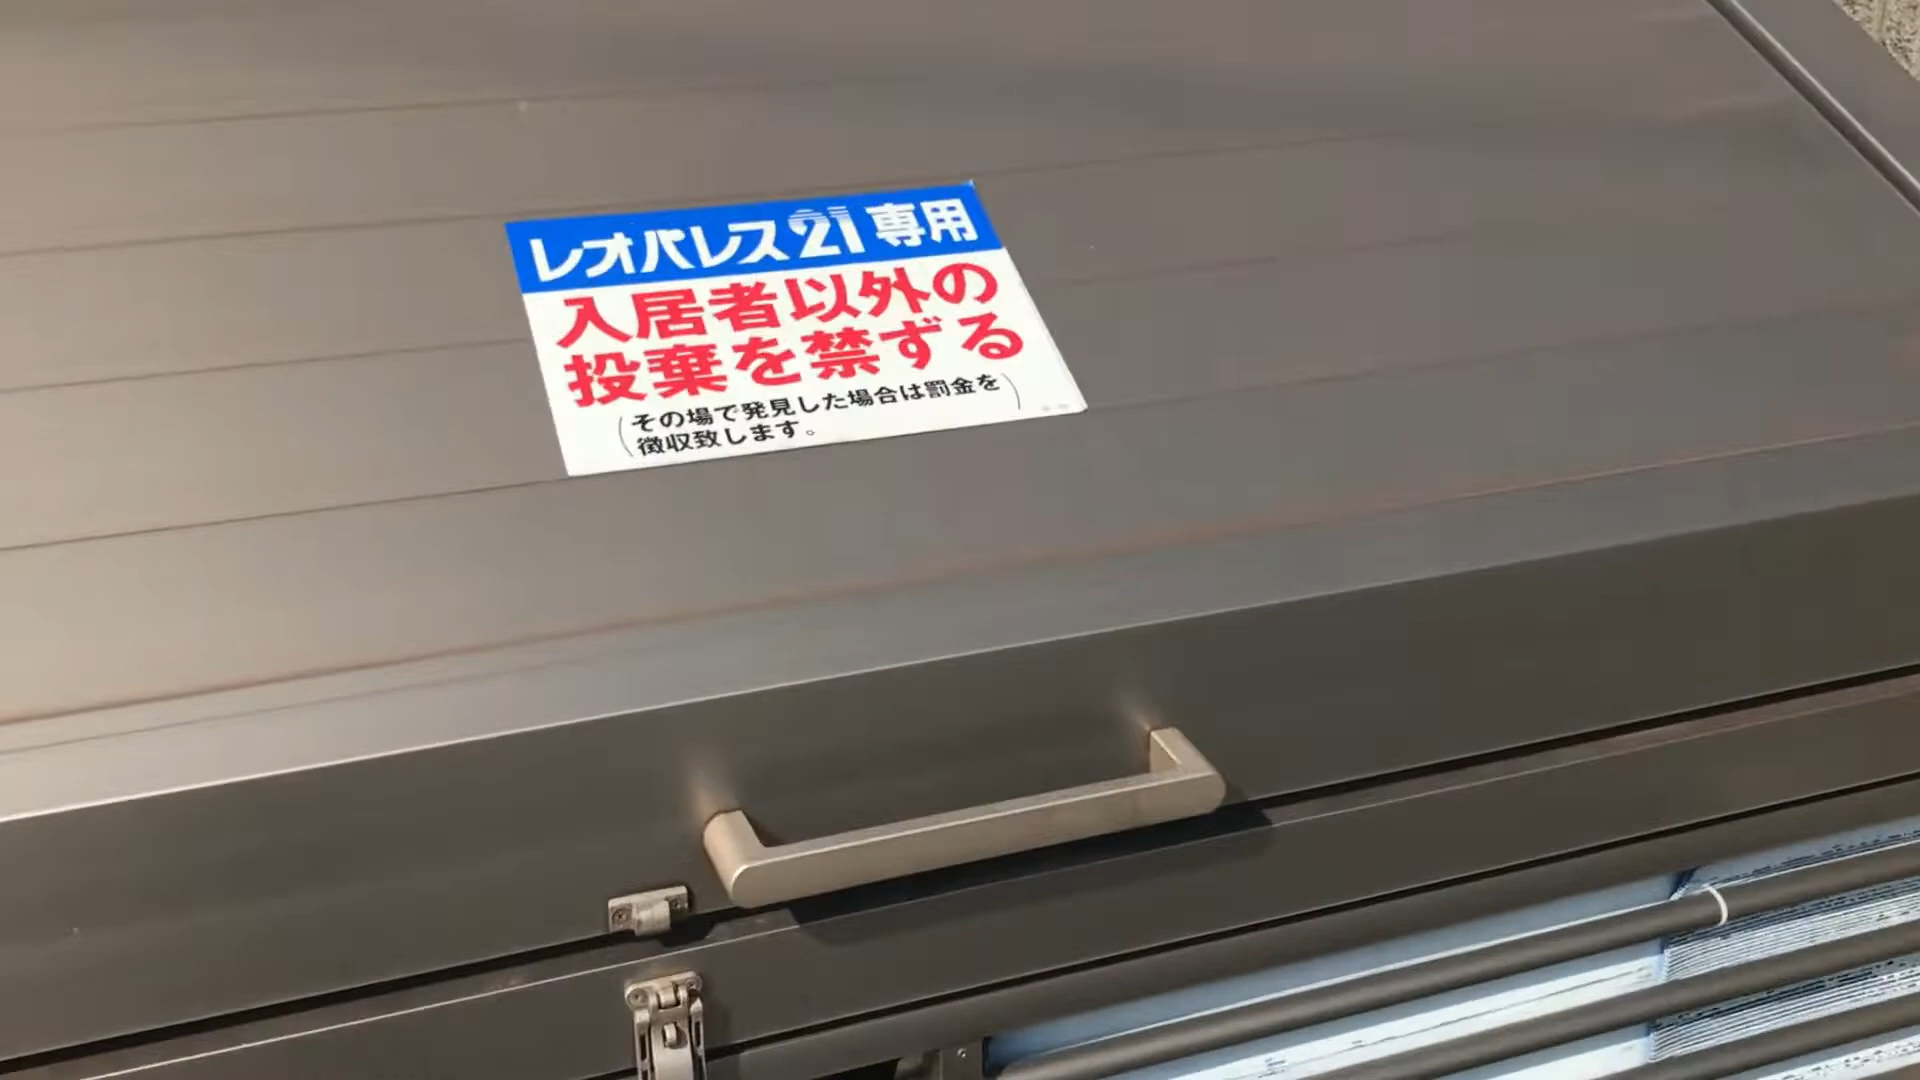 レオパレス21専用
入居者以外の
投棄を禁ずる
(その場で発見した場合は罰金を
徴収致します。)